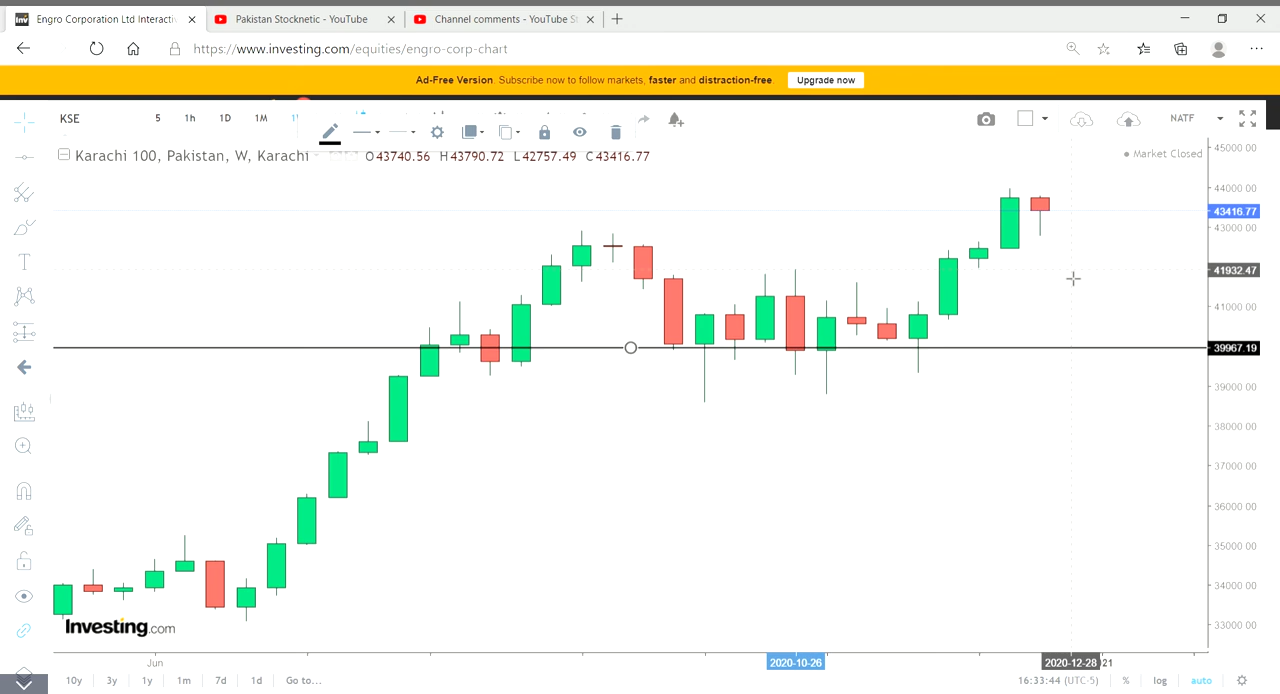 Engro Corporation Ltd Interacti
Pakistan Stocknetic - YouTube
Channel comments - YouTube S
https://www.investing.com/equities/engro-corp-chart
Ad-Free Version. Subscribe now to follow markets, faster and distraction-free. Upgrade now
KSE 5 1h 1D 1M NATF
Karachi 100, Pakistan, W, Karachi O43740.56 H43790.72 L42757.49 C43416.77
Market Closed
45000.00
44000.00
43416.77
43000.00
41932.47
41000.00
39967.19
39000.00
38000.00
37000.00
36000.00
35000.00
34000.00
33000.00
Investing.com
Jun 2020-10-26 2020-12-28 21
10y 3y 1y 1m 7d 1d Go to... 16:33:44 (UTC-5) % log auto